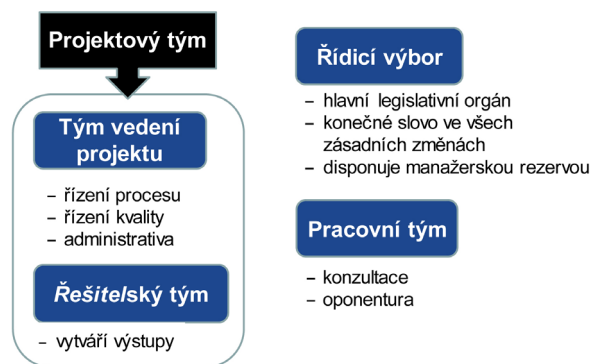 Projektový tým
Tým vedení
projektu
– řízení procesu
– řízení kvality
– administrativa
Řešitelský tým
– vytváří výstupy
Řídicí výbor
– hlavní legislativní orgán
– konečné slovo ve všech
zásadních změnách
– disponuje manažerskou rezervou
Pracovní tým
– konzultace
– oponentura